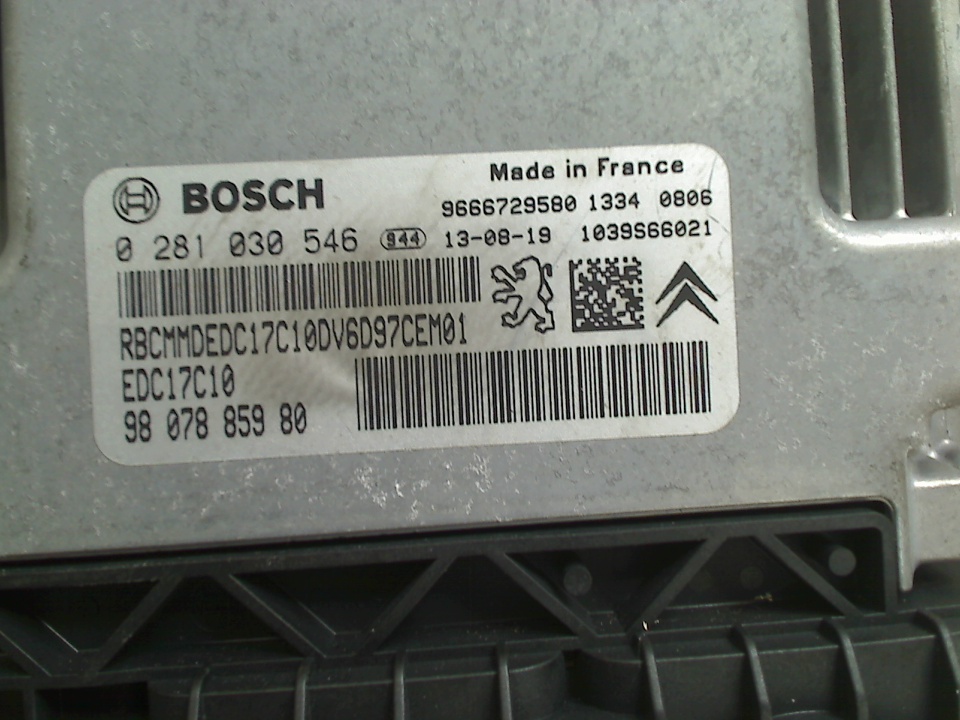 Made in France
BOSCH
9666729580 1334 0806
0 281 030 546 944 13-08-19 1039S66021
RBCMMDEDC17C10DV6D97CEM01
EDC17C10
98 078 859 80